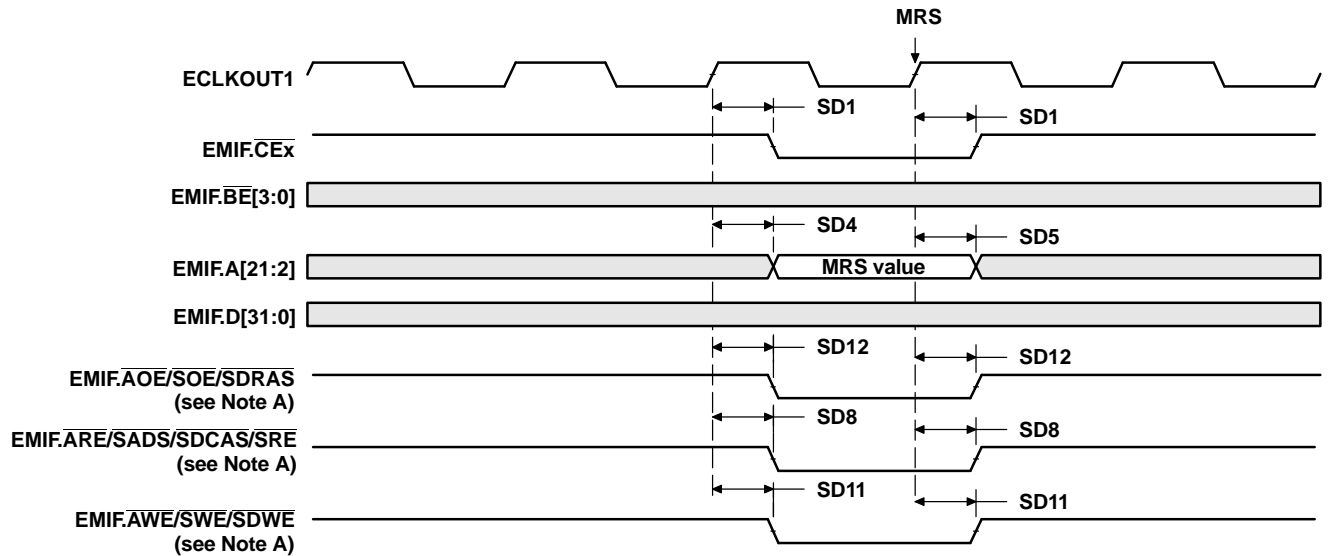 MRS
ECLKOUT1
SD1 SD1
EMIF.CEx
EMIF.BE[3:0]
SD4 SD5
EMIF.A[21:2] MRS value
EMIF.D[31:0]
SD12 SD12
EMIF.AOE/SOE/SDRAS
(see Note A)
SD8 SD8
EMIF.ARE/SADS/SDCAS/SRE
(see Note A)
SD11 SD11
EMIF.AWE/SWE/SDWE
(see Note A)